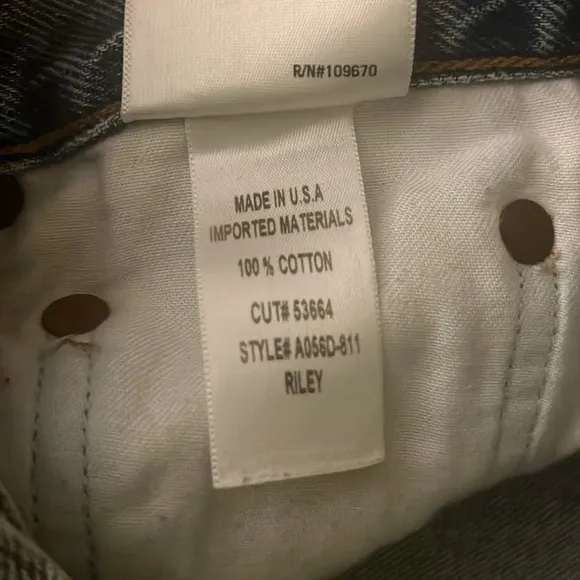 R/N#109670
MADE IN U.S.A
IMPORTED MATERIALS
100 % COTTON
CUT# 53664
STYLE# A056D-811
RILEY